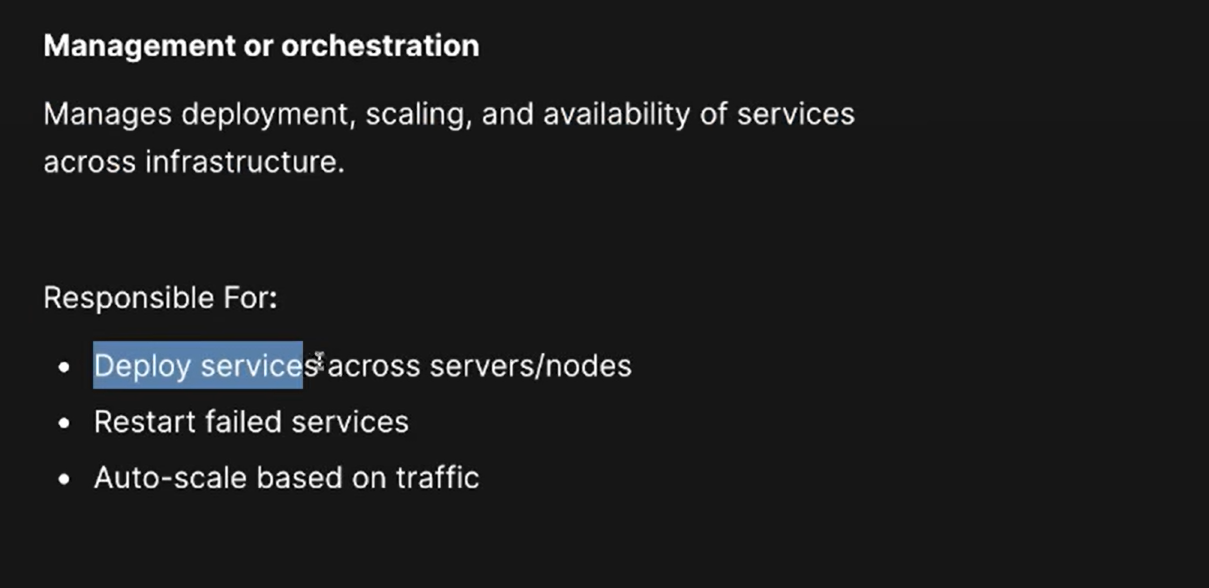 Management or orchestration
Manages deployment, scaling, and availability of services
across infrastructure.
Responsible For:
• Deploy services across servers/nodes
• Restart failed services
• Auto-scale based on traffic